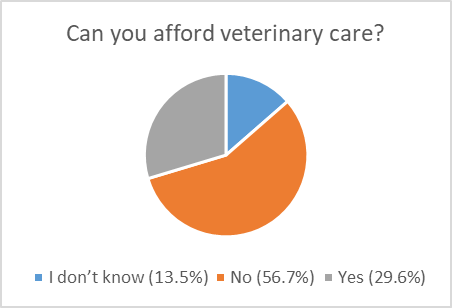 Can you afford veterinary care?
I don’t know (13.5%) No (56.7%) Yes (29.6%)